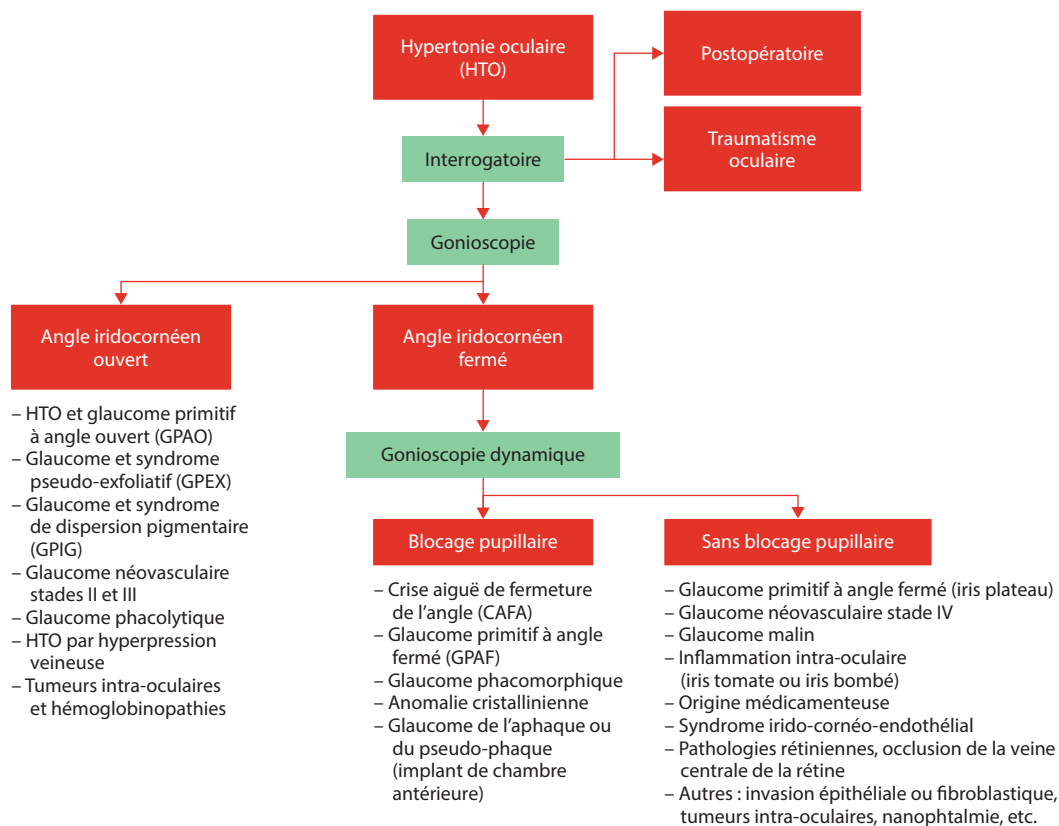 Hypertonie oculaire
(HTO)
Postopératoire
Traumatisme
oculaire
Interrogatoire
Gonioscopie
Angle iridocornéen
ouvert
– HTO et glaucome primitif
à angle ouvert (GPAO)
– Glaucome et syndrome
pseudo-exfoliatif (GPEX)
– Glaucome et syndrome
de dispersion pigmentaire
(GPIG)
– Glaucome néovasculaire
stades II et III
– Glaucome phacolytique
– HTO par hyperpression
veineuse
– Tumeurs intra-oculaires
et hémoglobinopathies
Angle iridocornéen
fermé
Gonioscopie dynamique
Blocage pupillaire
– Crise aiguë de fermeture
de l'angle (CAFA)
– Glaucome primitif à angle
fermé (GPAF)
– Glaucome phacomorphique
– Anomalie cristallinienne
– Glaucome de l'aphaque ou
du pseudo-phaque
(implant de chambre
antérieure)
Sans blocage pupillaire
– Glaucome primitif à angle fermé (iris plateau)
– Glaucome néovasculaire stade IV
– Glaucome malin
– Inflammation intra-oculaire
(iris tomate ou iris bombé)
– Origine médicamenteuse
– Syndrome irido-cornéo-endothélial
– Pathologies rétiniennes, occlusion de la veine
centrale de la rétine
– Autres : invasion épithéliale ou fibroblastique,
tumeurs intra-oculaires, nanophtalmie, etc.